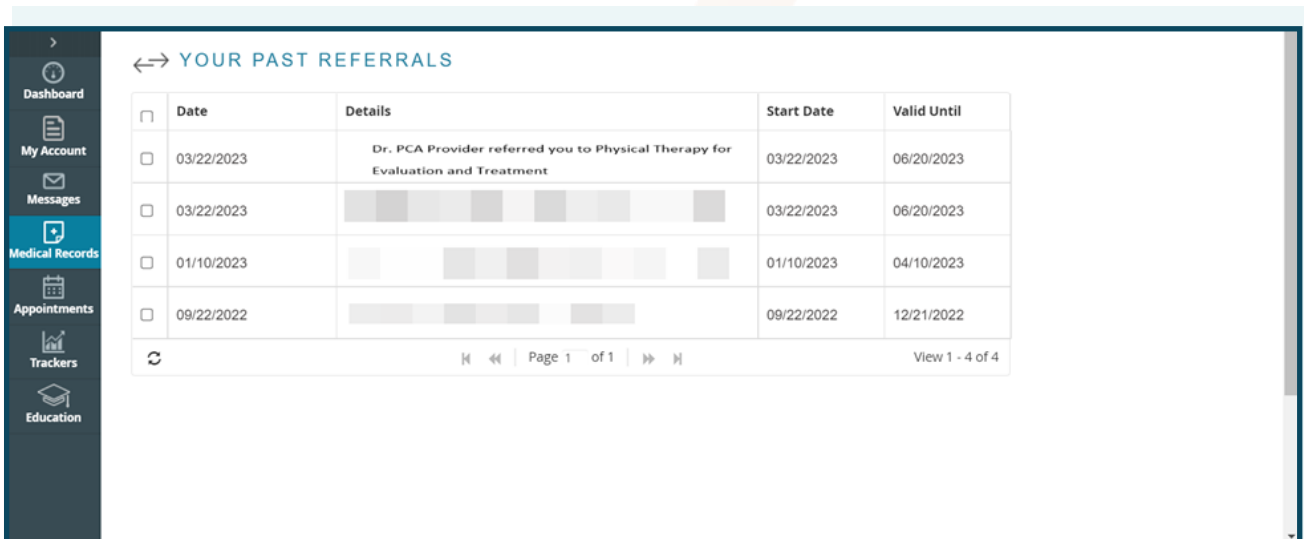 YOUR PAST REFERRALS
Dashboard
My Account
Messages
Medical Records
Appointments
Trackers
Education
Date Details Start Date Valid Until
03/22/2023 Dr. PCA Provider referred you to Physical Therapy for 03/22/2023 06/20/2023
Evaluation and Treatment
03/22/2023 03/22/2023 06/20/2023
01/10/2023 01/10/2023 04/10/2023
09/22/2022 09/22/2022 12/21/2022
Page 1 of 1 View 1 - 4 of 4